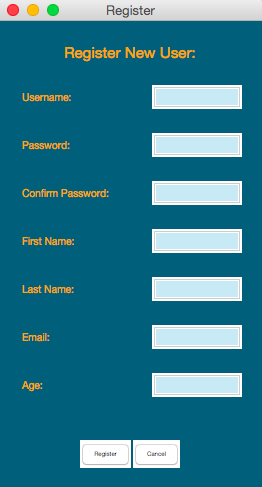 Register
Register New User:
Username:
Password:
Confirm Password:
First Name:
Last Name:
Email:
Age:
Register Cancel